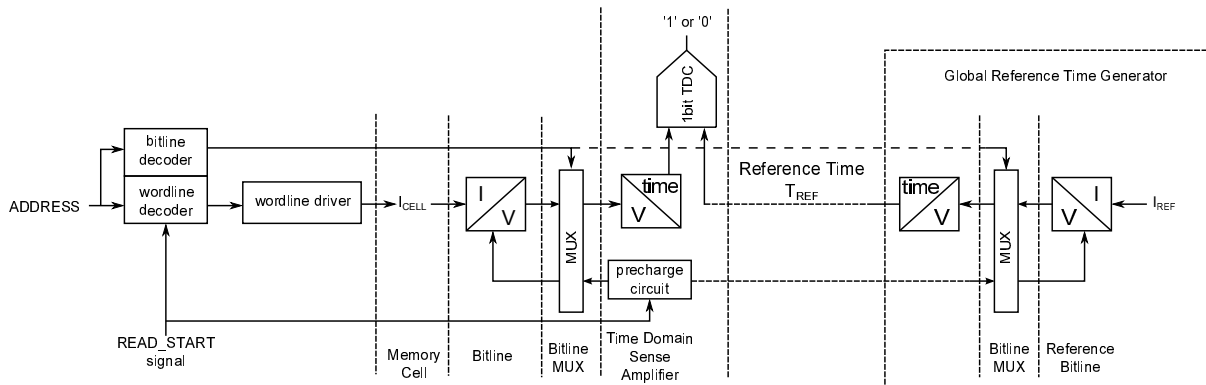 '1' or '0'
1bit TDC
Global Reference Time Generator
bitline
decoder
wordline
decoder
ADDRESS
wordline driver
I_CELL
I
V
MUX
time
V
Reference Time
T_REF
time
V
MUX
I
V
I_REF
precharge
circuit
READ_START
signal
Memory
Cell
Bitline
Bitline
MUX
Time Domain
Sense
Amplifier
Bitline
MUX
Reference
Bitline